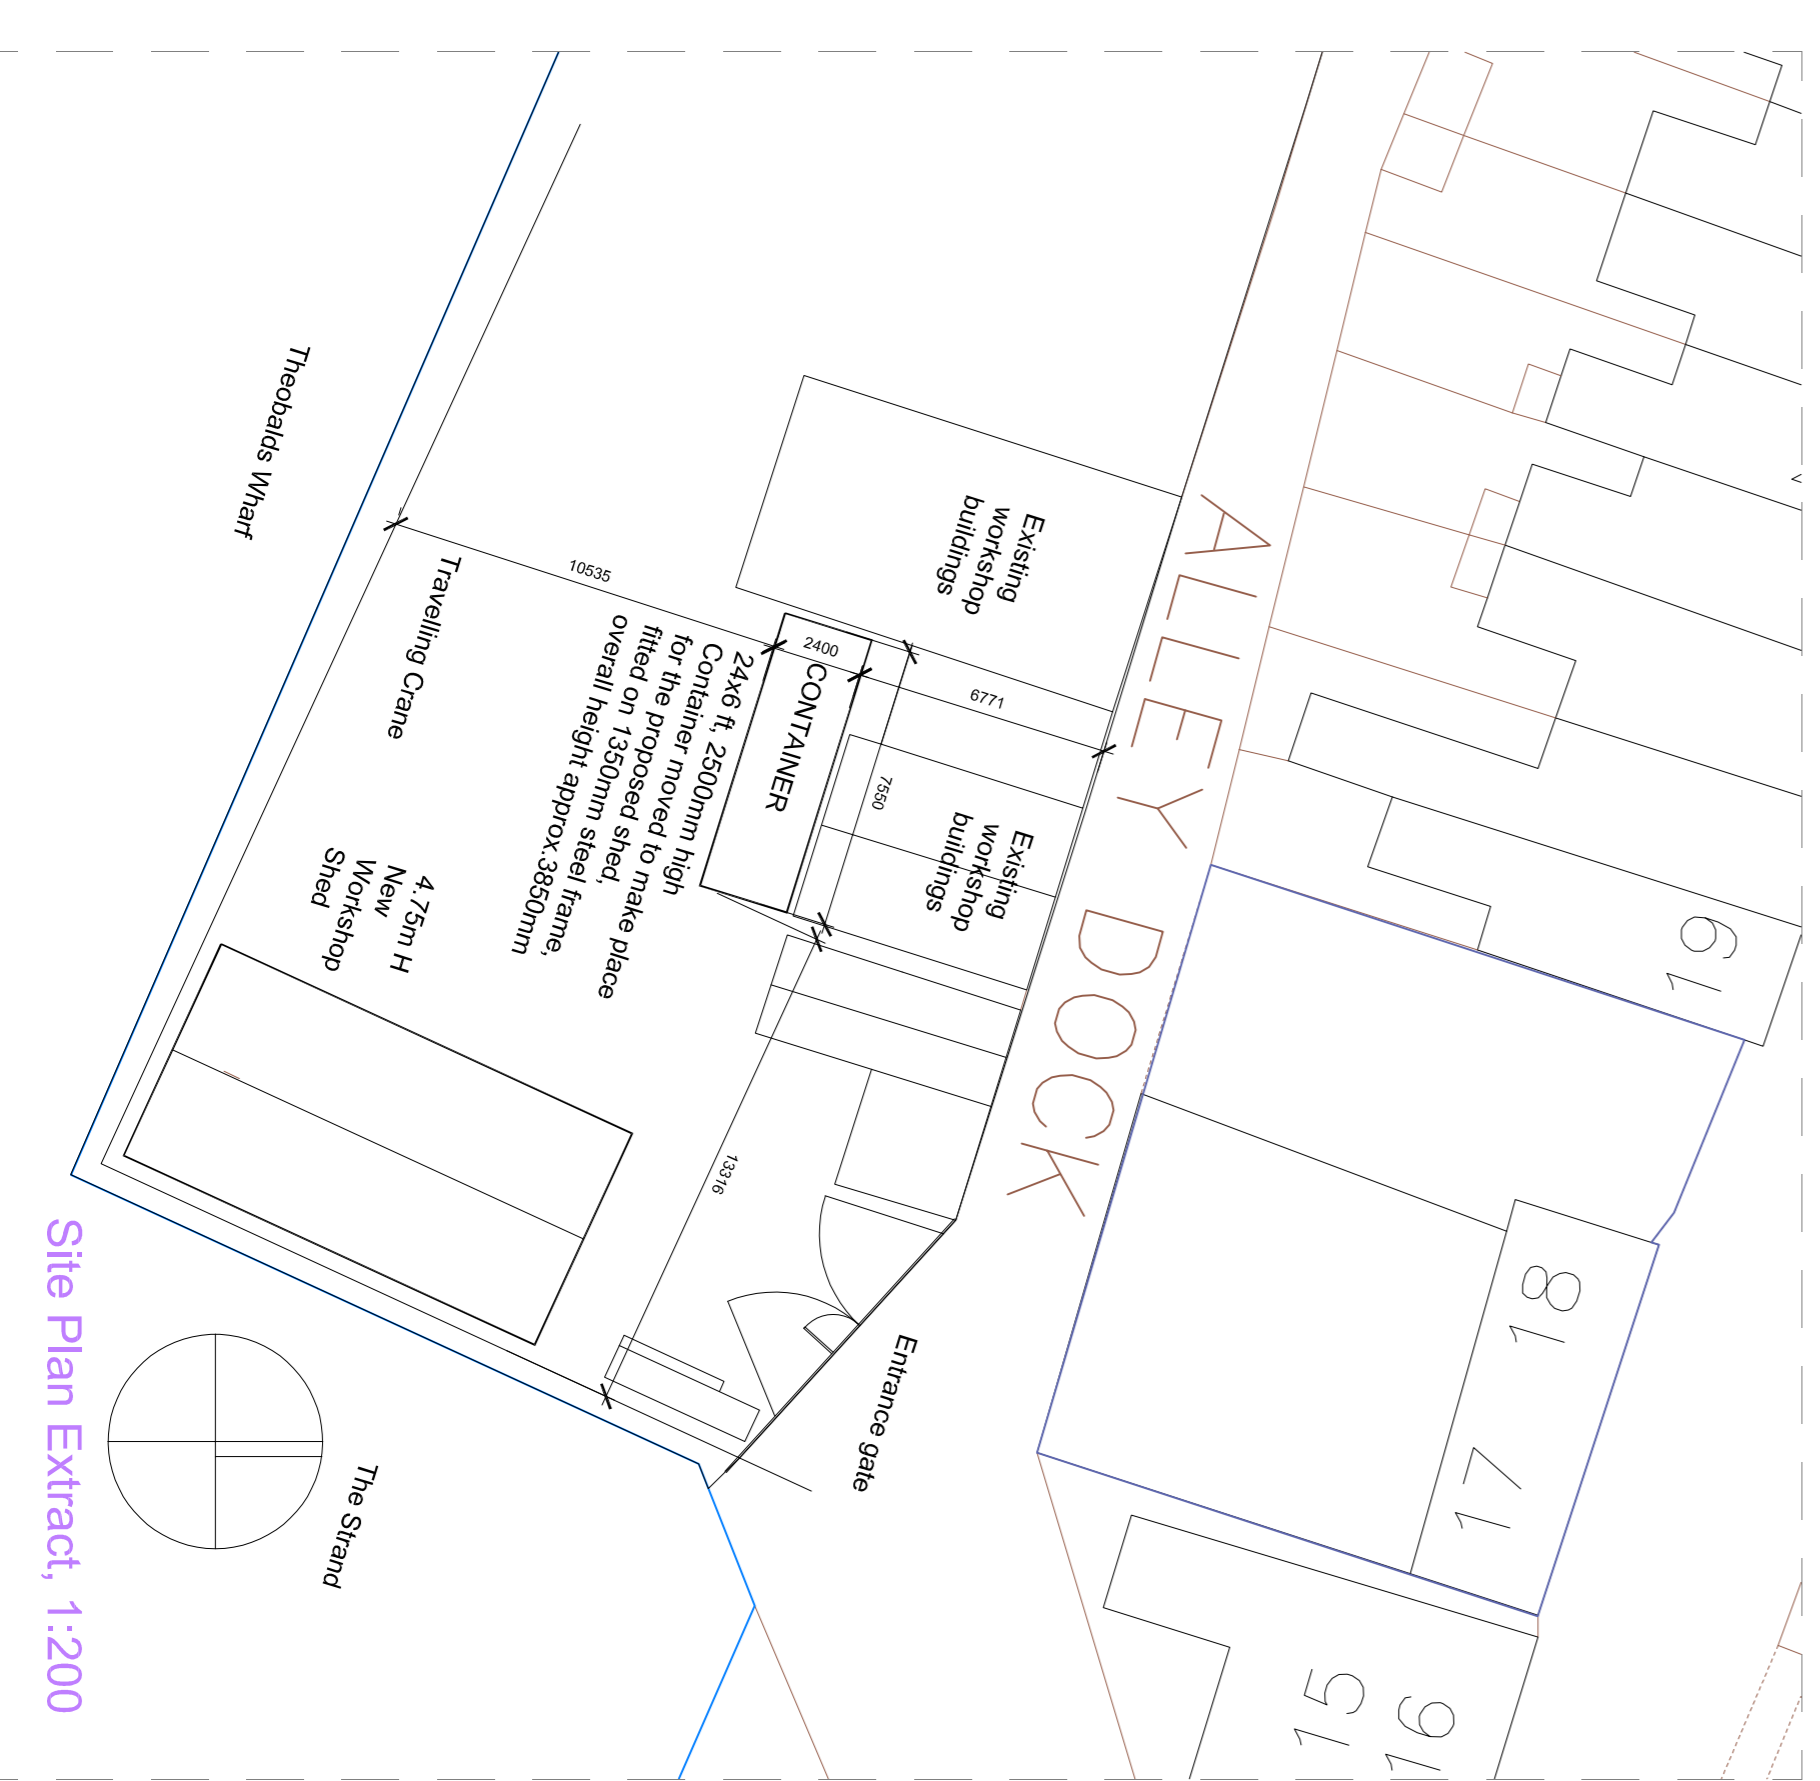 Theobalds Wharf
Travelling Crane
10535
2400
6771
7550
13316
Existing
workshop
buildings
Existing
workshop
buildings
CONTAINER
24x6 ft, 2500mm high
Container moved to make place
for the proposed shed,
fitted on 1350mm steel frame,
overall height approx.3850mm
4.75m H
New
Workshop
Shed
ALLEY DOCK
Entrance gate
The Strand
19
18
17
16
15
Site Plan Extract, 1:200